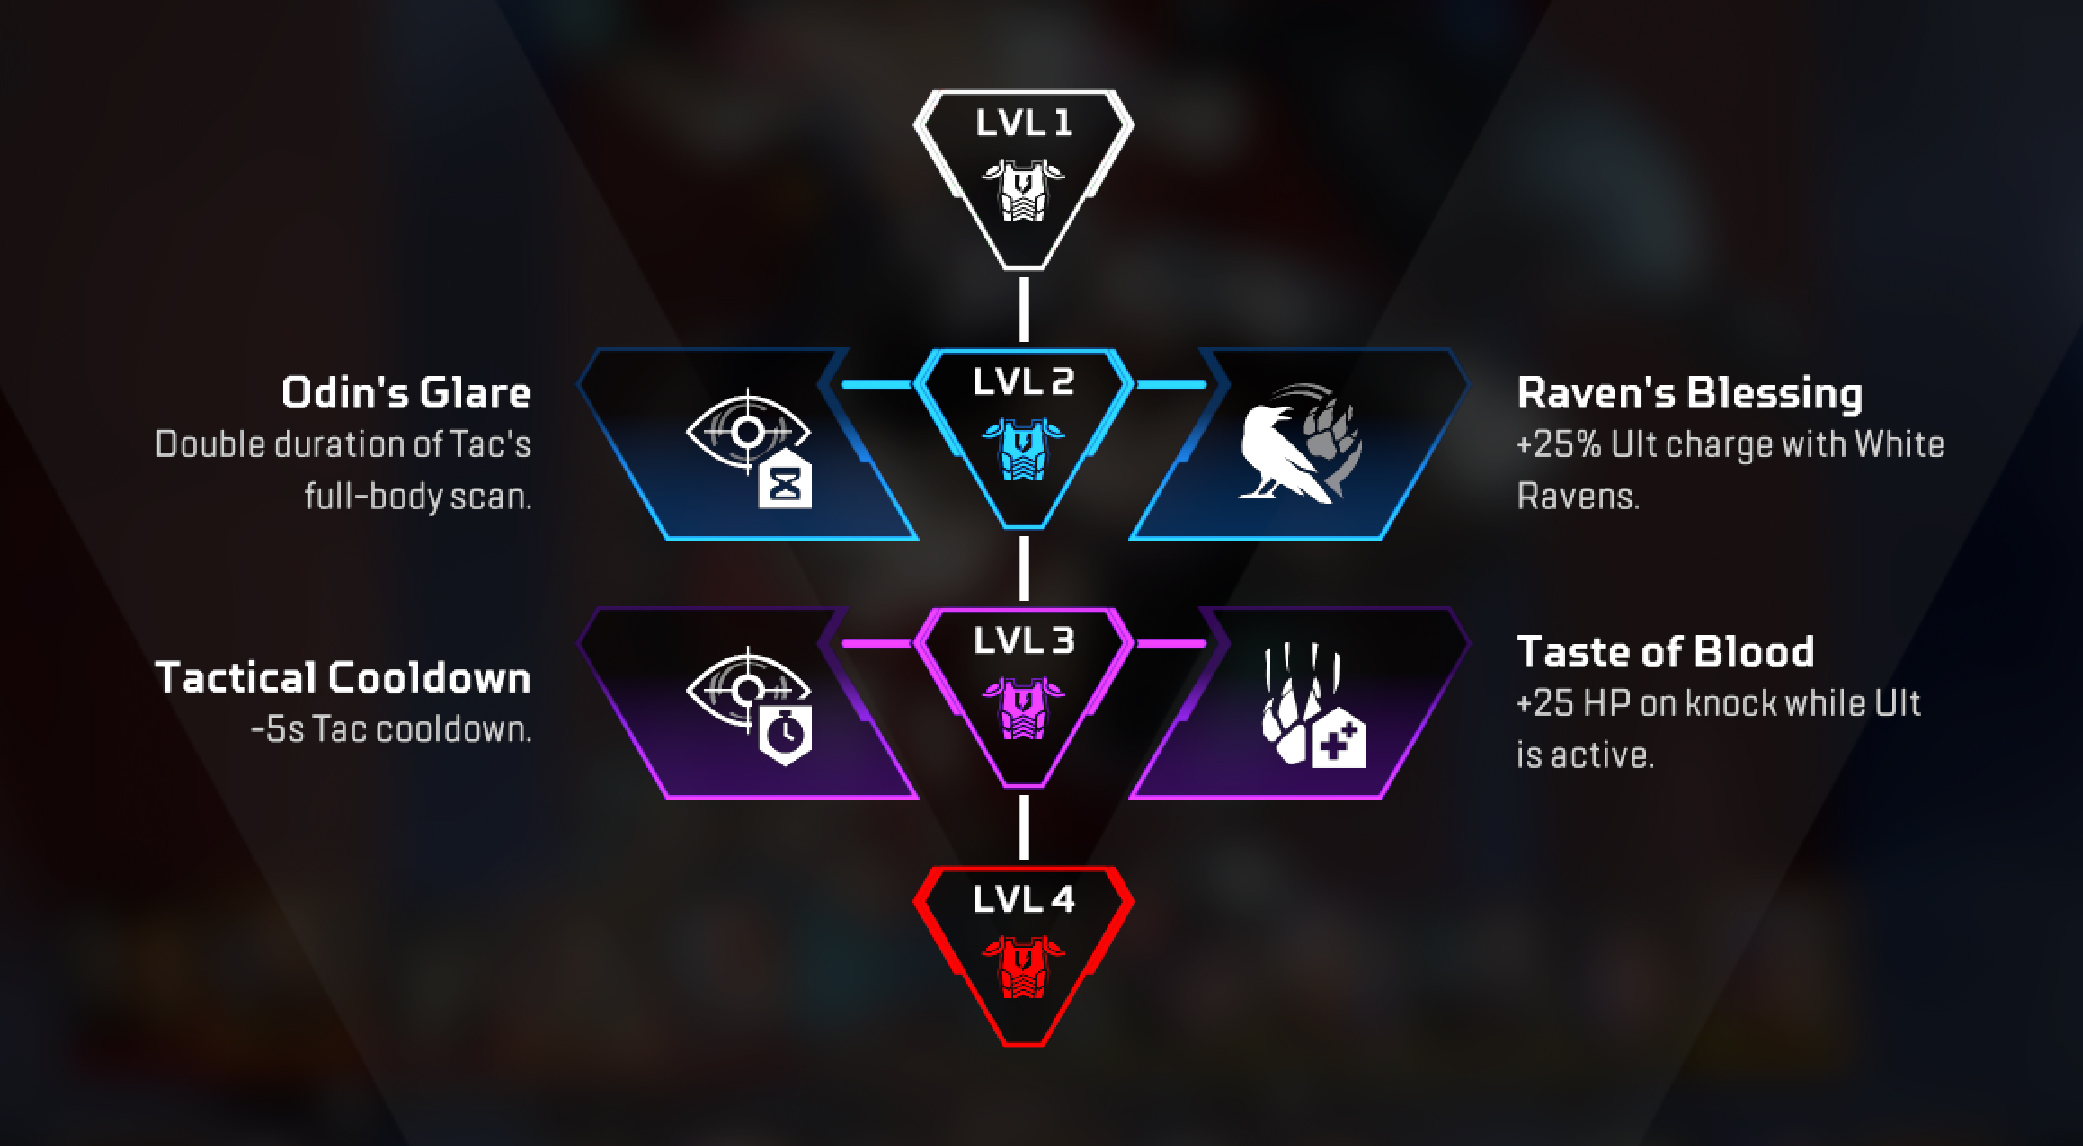 LVL 1
Odin's Glare
Double duration of Tac's
full-body scan.
LVL 2
Raven's Blessing
+25% Ult charge with White
Ravens.
Tactical Cooldown
-5s Tac cooldown.
LVL 3
Taste of Blood
+25 HP on knock while Ult
is active.
LVL 4